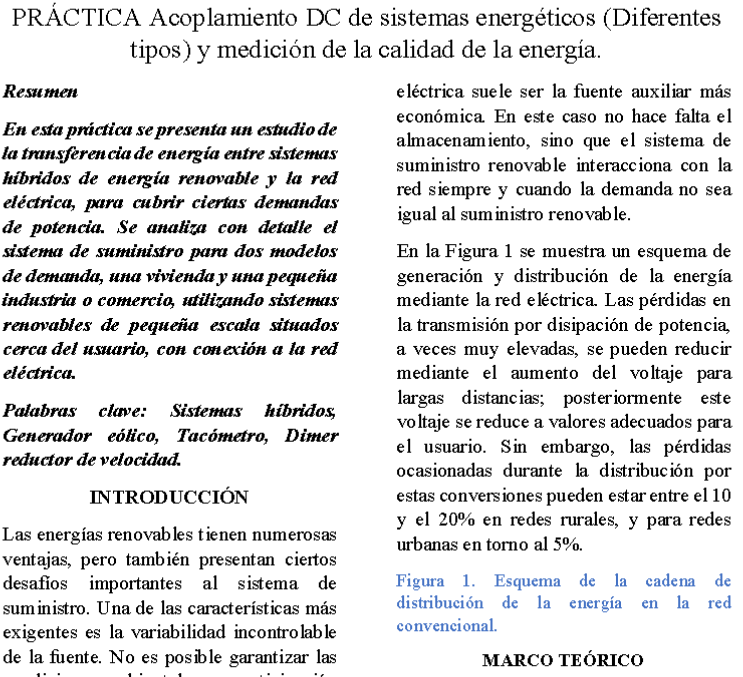 PRÁCTICA Acoplamiento DC de sistemas energéticos (Diferentes
tipos) y medición de la calidad de la energía.
Resumen
En esta práctica se presenta un estudio de
la transferencia de energía entre sistemas
híbridos de energía renovable y la red
eléctrica, para cubrir ciertas demandas
de potencia. Se analiza con detalle el
sistema de suministro para dos modelos
de demanda, una vivienda y una pequeña
industria o comercio, utilizando sistemas
renovables de pequeña escala situados
cerca del usuario, con conexión a la red
eléctrica.
Palabras clave: Sistemas híbridos,
Generador eólico, Tacómetro, Dimer
reductor de velocidad.
INTRODUCCIÓN
Las energías renovables tienen numerosas
ventajas, pero también presentan ciertos
desafíos importantes al sistema de
suministro. Una de las características más
exigentes es la variabilidad incontrolable
de la fuente. No es posible garantizar las
eléctrica suele ser la fuente auxiliar más
económica. En este caso no hace falta el
almacenamiento, sino que el sistema de
suministro renovable interacciona con la
red siempre y cuando la demanda no sea
igual al suministro renovable.
En la Figura 1 se muestra un esquema de
generación y distribución de la energía
mediante la red eléctrica. Las pérdidas en
la transmisión por disipación de potencia,
a veces muy elevadas, se pueden reducir
mediante el aumento del voltaje para
largas distancias; posteriormente este
voltaje se reduce a valores adecuados para
el usuario. Sin embargo, las pérdidas
ocasionadas durante la distribución por
estas conversiones pueden estar entre el 10
y el 20% en redes rurales, y para redes
urbanas en torno al 5%.
Figura 1. Esquema de la cadena de
distribución de la energía en la red
convencional.
MARCO TEÓRICO